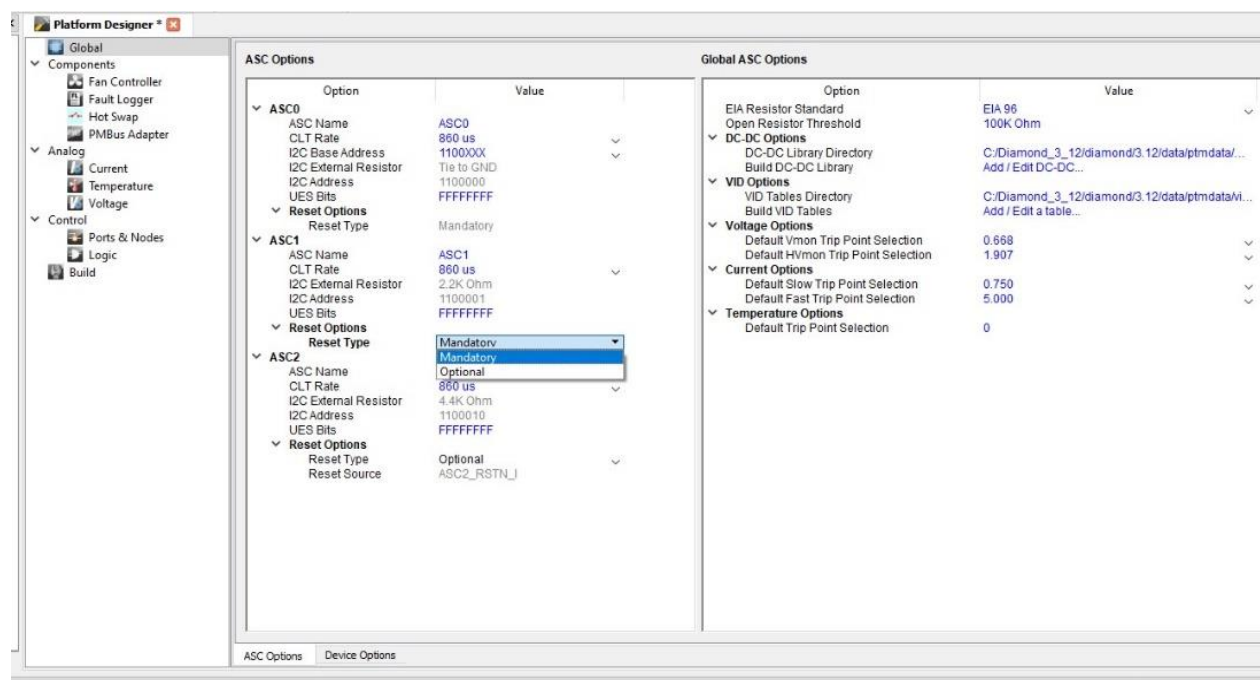 Platform Designer *
Global
Components
Fan Controller
Fault Logger
Hot Swap
PMBus Adapter
Analog
Current
Temperature
Voltage
Control
Ports & Nodes
Logic
Build
ASC Options
Option Value
ASC0
ASC Name ASC0
CLT Rate 860 us
I2C Base Address 1100XXX
I2C External Resistor Tie to GND
I2C Address 1100000
UES Bits FFFFFFFF
Reset Options
Reset Type Mandatory
ASC1
ASC Name ASC1
CLT Rate 860 us
I2C External Resistor 2.2K Ohm
I2C Address 1100001
UES Bits FFFFFFFF
Reset Options
Reset Type Mandatory
Mandatory
Optional
ASC2
ASC Name
CLT Rate 860 us
I2C External Resistor 4.4K Ohm
I2C Address 1100010
UES Bits FFFFFFFF
Reset Options
Reset Type Optional
Reset Source ASC2_RSTN_I
Global ASC Options
Option Value
EIA Resistor Standard EIA 96
Open Resistor Threshold 100K Ohm
DC-DC Options
DC-DC Library Directory C:/Diamond_3_12/diamond/3.12/data/ptmdata/...
Build DC-DC Library Add / Edit DC-DC...
VID Options
VID Tables Directory C:/Diamond_3_12/diamond/3.12/data/ptmdata/vi...
Build VID Tables Add / Edit a table...
Voltage Options
Default Vmon Trip Point Selection 0.668
Default HVmon Trip Point Selection 1.907
Current Options
Default Slow Trip Point Selection 0.750
Default Fast Trip Point Selection 5.000
Temperature Options
Default Trip Point Selection 0
ASC Options Device Options